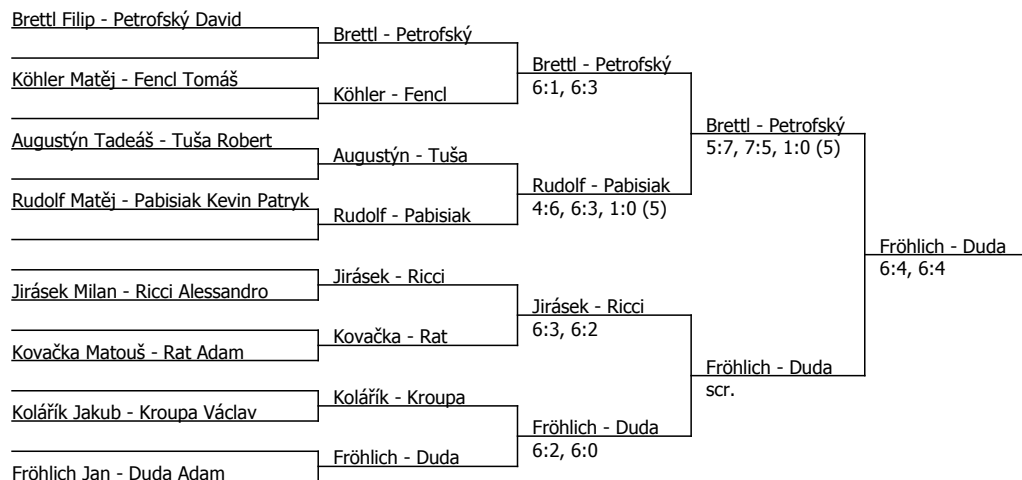 Brettl Filip - Petrofský David
Brettl - Petrofský
Brettl - Petrofský
6:1, 6:3
Köhler Matěj - Fencl Tomáš
Köhler - Fencl
Brettl - Petrofský
5:7, 7:5, 1:0 (5)
Augustýn Tadeáš - Tuša Robert
Augustýn - Tuša
Rudolf - Pabisiak
4:6, 6:3, 1:0 (5)
Rudolf Matěj - Pabisiak Kevin Patryk
Rudolf - Pabisiak
Fröhlich - Duda
6:4, 6:4
Jirásek - Ricci
Jirásek Milan - Ricci Alessandro
Jirásek - Ricci
6:3, 6:2
Kovačka - Rat
Kovačka Matouš - Rat Adam
Fröhlich - Duda
scr.
Kolářík - Kroupa
Kolářík Jakub - Kroupa Václav
Fröhlich - Duda
6:2, 6:0
Fröhlich - Duda
Fröhlich Jan - Duda Adam